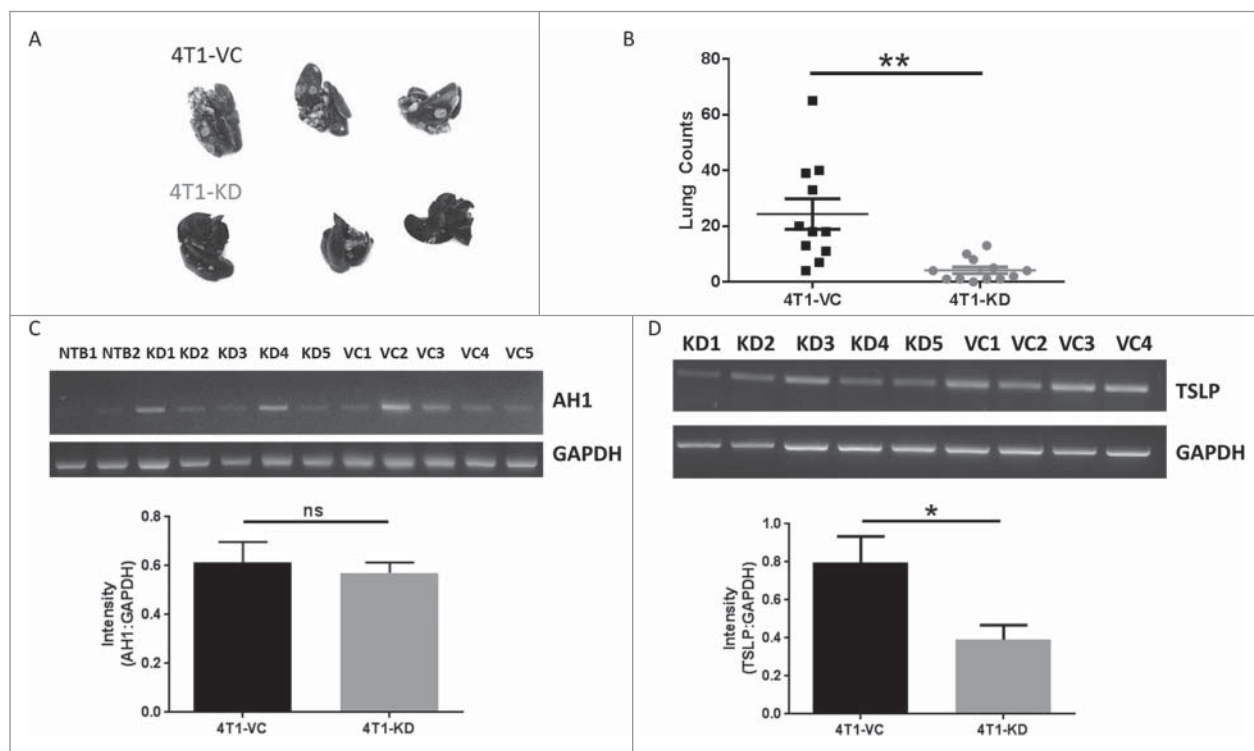 A
4T1-VC
4T1-KD
B
80
60
40
20
0
Lung Counts
**
4T1-VC 4T1-KD
C
NTB1 NTB2 KD1 KD2 KD3 KD4 KD5 VC1 VC2 VC3 VC4 VC5
AH1
GAPDH
0.8
0.6
0.4
0.2
0.0
Intensity
(AH1:GAPDH)
ns
4T1-VC 4T1-KD
D
KD1 KD2 KD3 KD4 KD5 VC1 VC2 VC3 VC4
TSLP
GAPDH
1.0
0.8
0.6
0.4
0.2
0.0
Intensity
(TSLP:GAPDH)
*
4T1-VC 4T1-KD